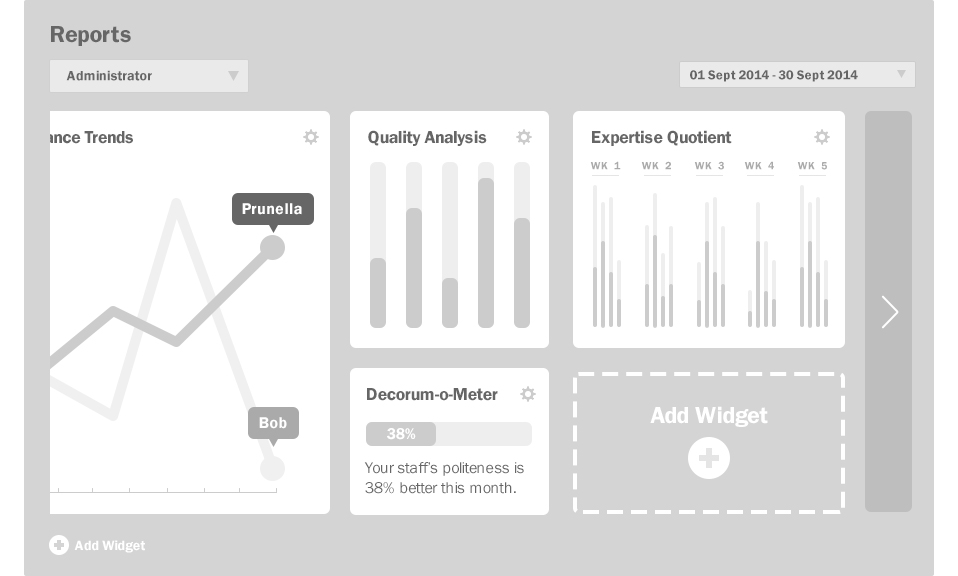 Reports
Administrator
01 Sept 2014 - 30 Sept 2014
Trends
Prunella
Bob
Quality Analysis
Expertise Quotient
WK 1 WK 2 WK 3 WK 4 WK 5
Decorum-o-Meter
38%
Your staff's politeness is
38% better this month.
Add Widget
Add Widget